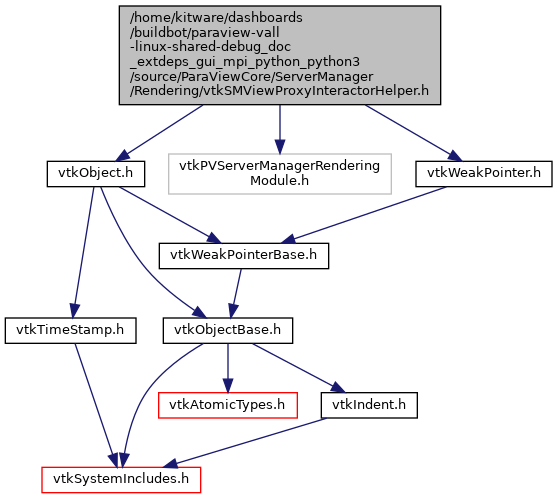 /home/kitware/dashboards
/buildbot/paraview-vall
-linux-shared-debug_doc
_extdeps_gui_mpi_python_python3
/source/ParaViewCore/ServerManager
/Rendering/vtkSMViewProxyInteractorHelper.h
vtkObject.h
vtkPVServerManagerRendering
Module.h
vtkWeakPointer.h
vtkWeakPointerBase.h
vtkTimeStamp.h
vtkObjectBase.h
vtkAtomicTypes.h
vtkIndent.h
vtkSystemIncludes.h